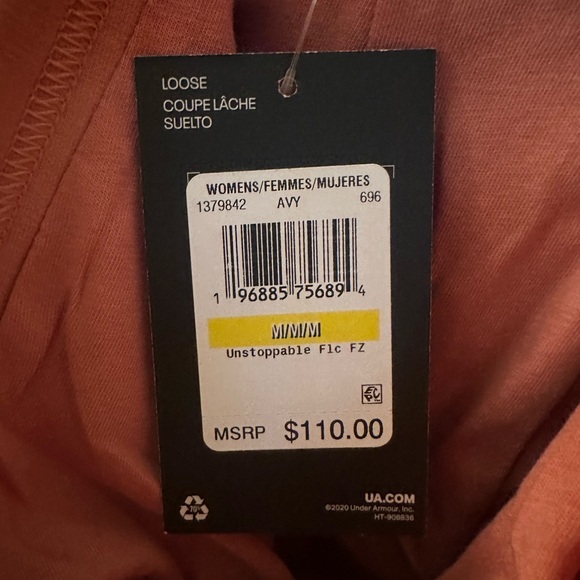 LOOSE
COUPE LÂCHE
SUELTO
WOMENS/FEMMES/MUJERES
1379842 AVY 696
1 96885 75689 4
M/M/M
Unstoppable Flc FZ
MSRP $110.00
70%
UA.COM
©2020 Under Armour, Inc.
HT-908836